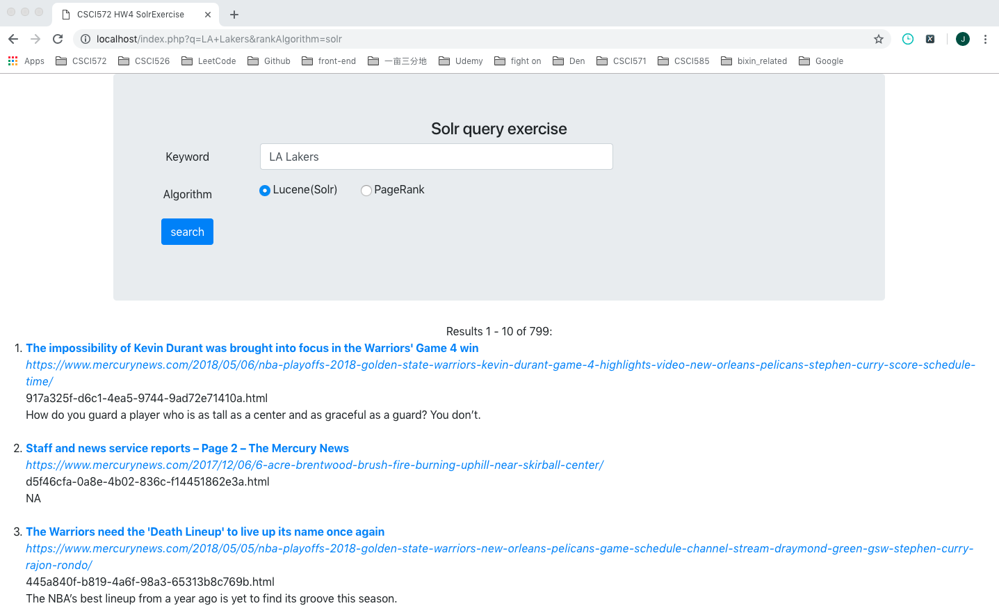 CSCI572 HW4 SolrExercise
localhost/index.php?q=LA+Lakers&rankAlgorithm=solr
J
Apps CSCI572 CSCI526 LeetCode Github front-end 一亩三分地 Udemy fight on Den CSCI571 CSCI585 bixin_related Google
Solr query exercise
Keyword LA Lakers
Algorithm Lucene(Solr) PageRank
search
Results 1 - 10 of 799:
1. The impossibility of Kevin Durant was brought into focus in the Warriors' Game 4 win
https://www.mercurynews.com/2018/05/06/nba-playoffs-2018-golden-state-warriors-kevin-durant-game-4-highlights-video-new-orleans-pelicans-stephen-curry-score-schedule-
time/
917a325f-d6c1-4ea5-9744-9ad72e71410a.html
How do you guard a player who is as tall as a center and as graceful as a guard? You don’t.
2. Staff and news service reports – Page 2 – The Mercury News
https://www.mercurynews.com/2017/12/06/6-acre-brentwood-brush-fire-burning-uphill-near-skirball-center/
d5f46cfa-0a8e-4b02-836c-f14451862e3a.html
NA
3. The Warriors need the 'Death Lineup' to live up its name once again
https://www.mercurynews.com/2018/05/05/nba-playoffs-2018-golden-state-warriors-new-orleans-pelicans-game-schedule-channel-stream-draymond-green-gsw-stephen-curry-
rajon-rondo/
445a840f-b819-4a6f-98a3-65313b8c769b.html
The NBA’s best lineup from a year ago is yet to find its groove this season.